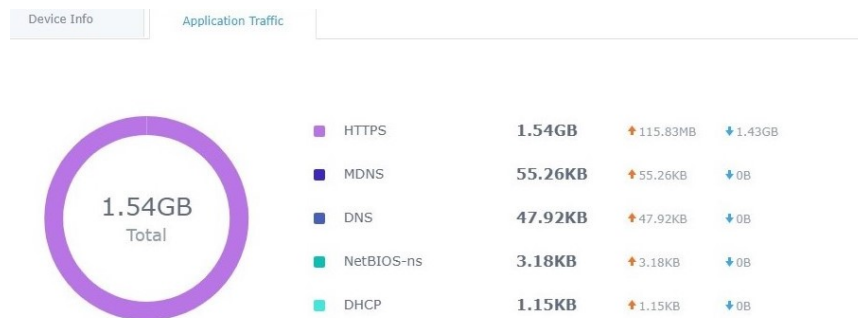 Device Info Application Traffic
HTTPS 1.54GB 115.83MB 1.43GB
MDNS 55.26KB 55.26KB 0B
1.54GB
Total
DNS 47.92KB 47.92KB 0B
NetBIOS-ns 3.18KB 3.18KB 0B
DHCP 1.15KB 1.15KB 0B